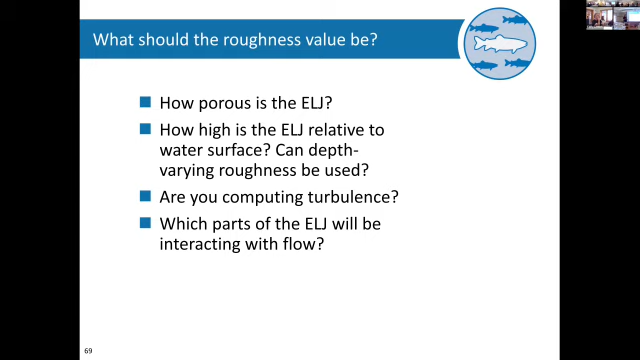 What should the roughness value be?
How porous is the ELJ?
How high is the ELJ relative to
water surface? Can depth-
varying roughness be used?
Are you computing turbulence?
Which parts of the ELJ will be
interacting with flow?
69